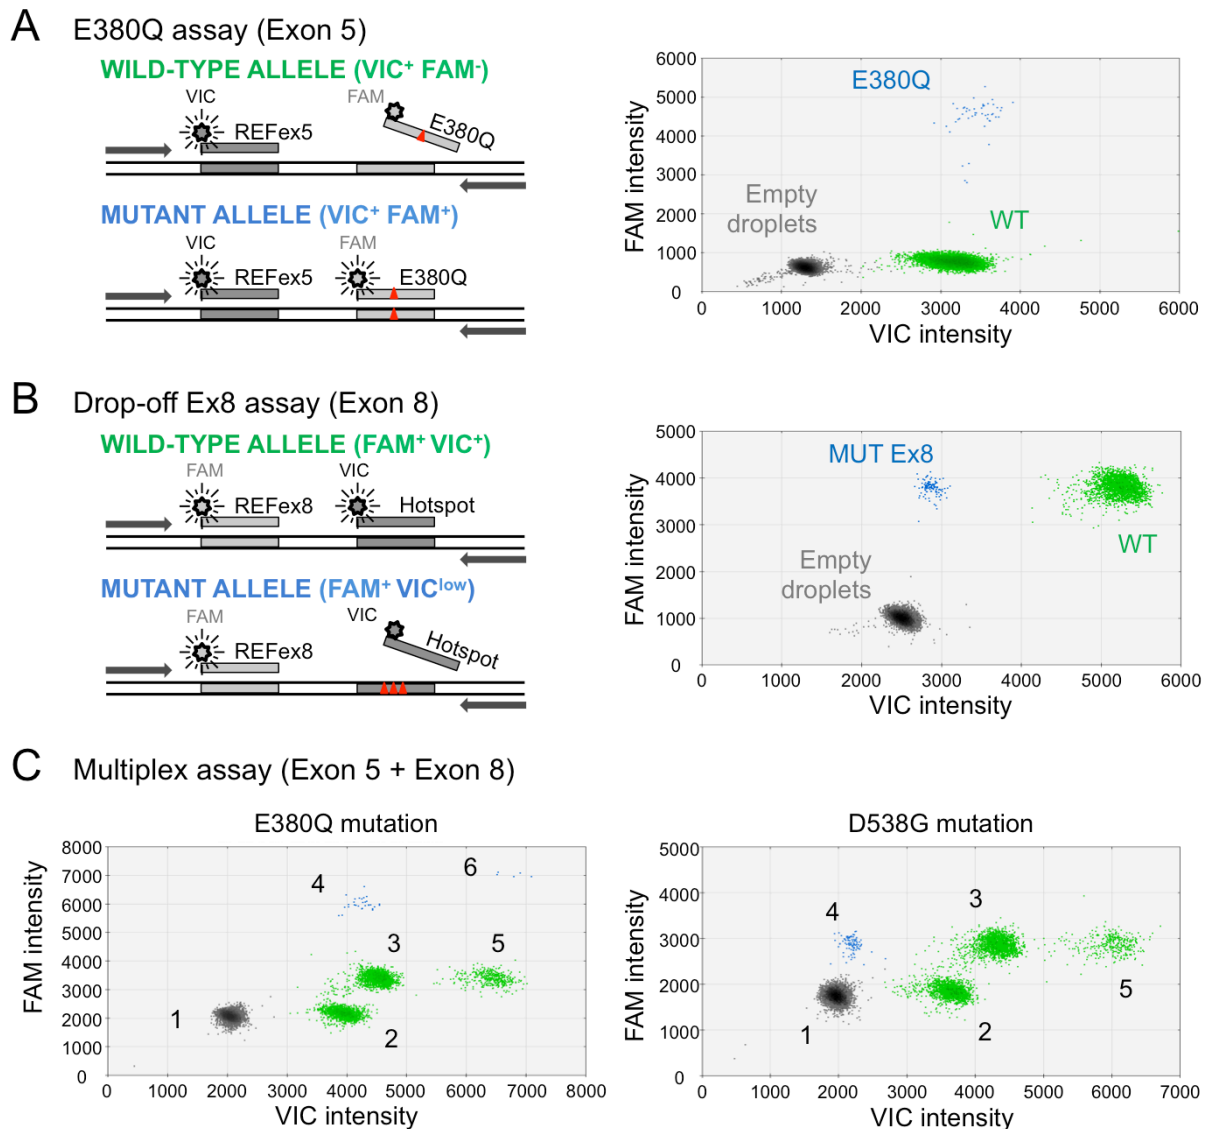 A E380Q assay (Exon 5)
WILD-TYPE ALLELE (VIC⁺ FAM⁻)
VIC FAM
REFex5 E380Q
MUTANT ALLELE (VIC⁺ FAM⁺)
VIC FAM
REFex5 E380Q
FAM intensity
6000
5000
4000
3000
2000
1000
0
E380Q
Empty
droplets
WT
0 1000 2000 3000 4000 5000 6000
VIC intensity
B Drop-off Ex8 assay (Exon 8)
WILD-TYPE ALLELE (FAM⁺ VIC⁺)
FAM VIC
REFex8 Hotspot
MUTANT ALLELE (FAM⁺ VICˡᵒʷ)
FAM VIC
REFex8 Hotspot
FAM intensity
5000
4000
3000
2000
1000
0
MUT Ex8
WT
Empty
droplets
0 1000 2000 3000 4000 5000 6000
VIC intensity
C Multiplex assay (Exon 5 + Exon 8)
E380Q mutation
FAM intensity
8000
7000
6000
5000
4000
3000
2000
1000
0
6
4
3 5
1
2
0 1000 2000 3000 4000 5000 6000 7000 8000
VIC intensity
D538G mutation
FAM intensity
5000
4000
3000
2000
1000
0
3
4
5
1 2
0 1000 2000 3000 4000 5000 6000 7000
VIC intensity